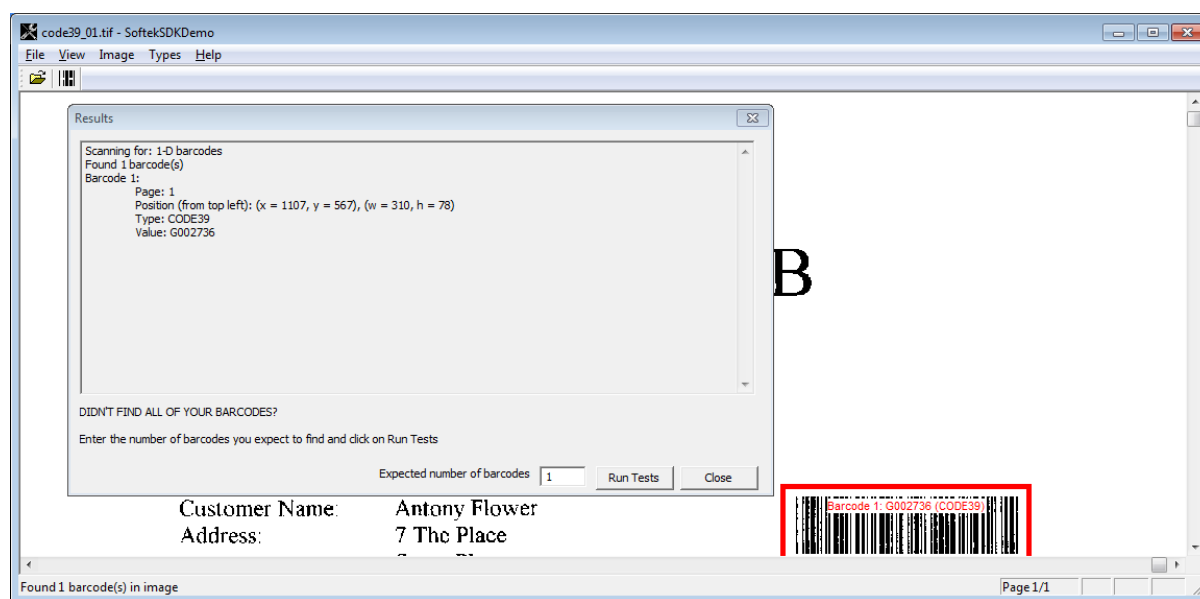 code39_01.tif - SoftekSDKDemo
File View Image Types Help
Results
Scanning for: 1-D barcodes
Found 1 barcode(s)
Barcode 1:
Page: 1
Position (from top left): (x = 1107, y = 567), (w = 310, h = 78)
Type: CODE39
Value: G002736
B
DIDN'T FIND ALL OF YOUR BARCODES?
Enter the number of barcodes you expect to find and click on Run Tests
Expected number of barcodes 1 Run Tests Close
Customer Name: Antony Flower
Barcode 1: G002736 (CODE39)
Address: 7 The Place
Found 1 barcode(s) in image Page 1/1